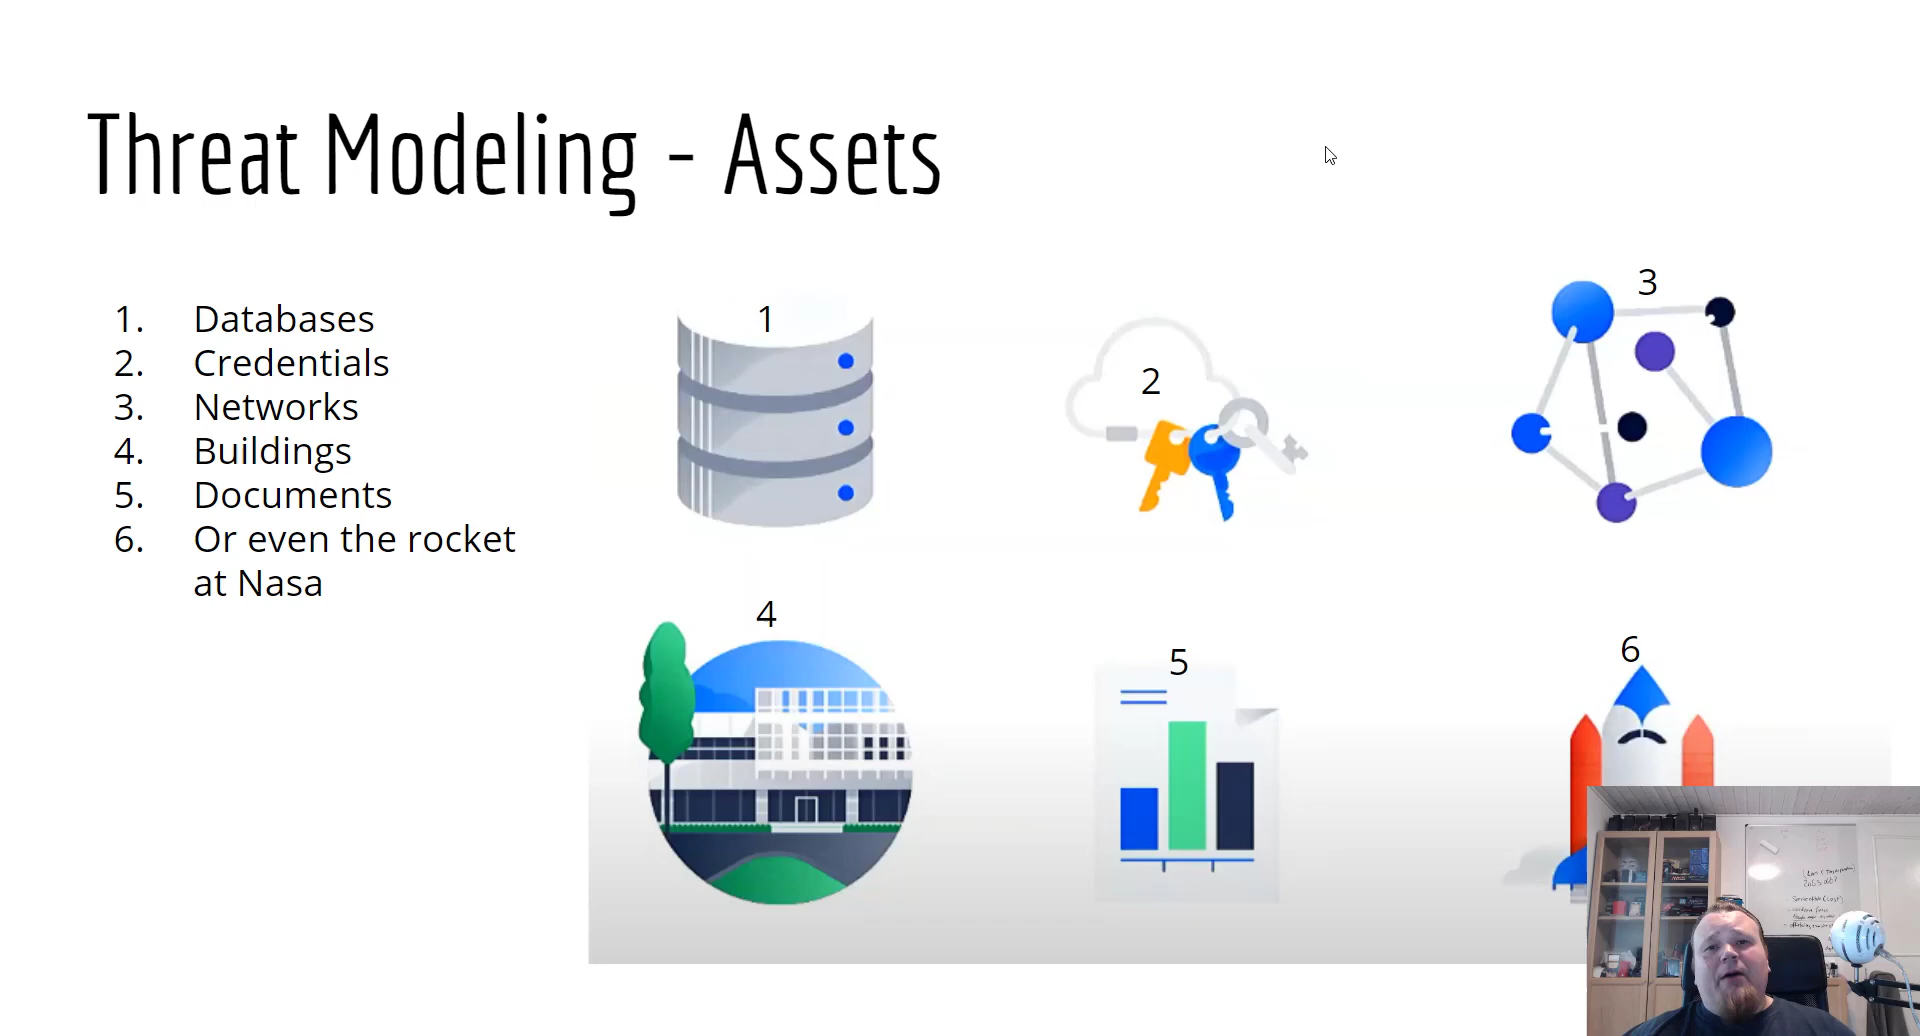 Threat Modeling - Assets
1. Databases
2. Credentials
3. Networks
4. Buildings
5. Documents
6. Or even the rocket
at Nasa
1
2
3
4
5
6